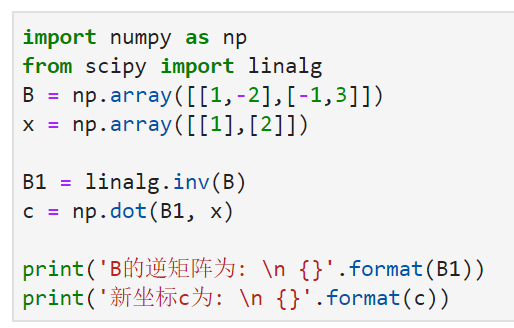 import numpy as np
from scipy import linalg
B = np.array([[1,-2],[-1,3]])
x = np.array([[1],[2]])
B1 = linalg.inv(B)
c = np.dot(B1, x)
print('B的逆矩阵为: \n {}'.format(B1))
print('新坐标c为: \n {}'.format(c))